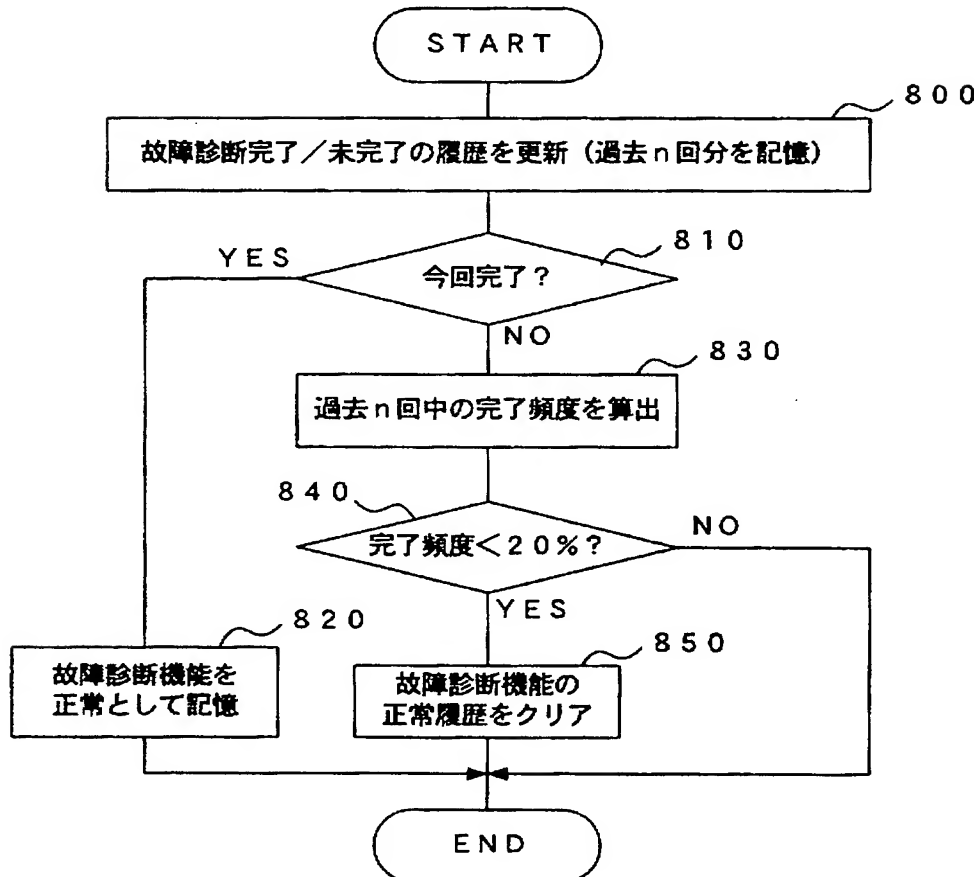 START
800
故障診断完了／未完了の履歴を更新（過去ｎ回分を記憶）
810
YES
今回完了？
NO
830
過去ｎ回中の完了頻度を算出
840
NO
完了頻度＜２０％？
YES
820
850
故障診断機能を
正常として記憶
故障診断機能の
正常履歴をクリア
END